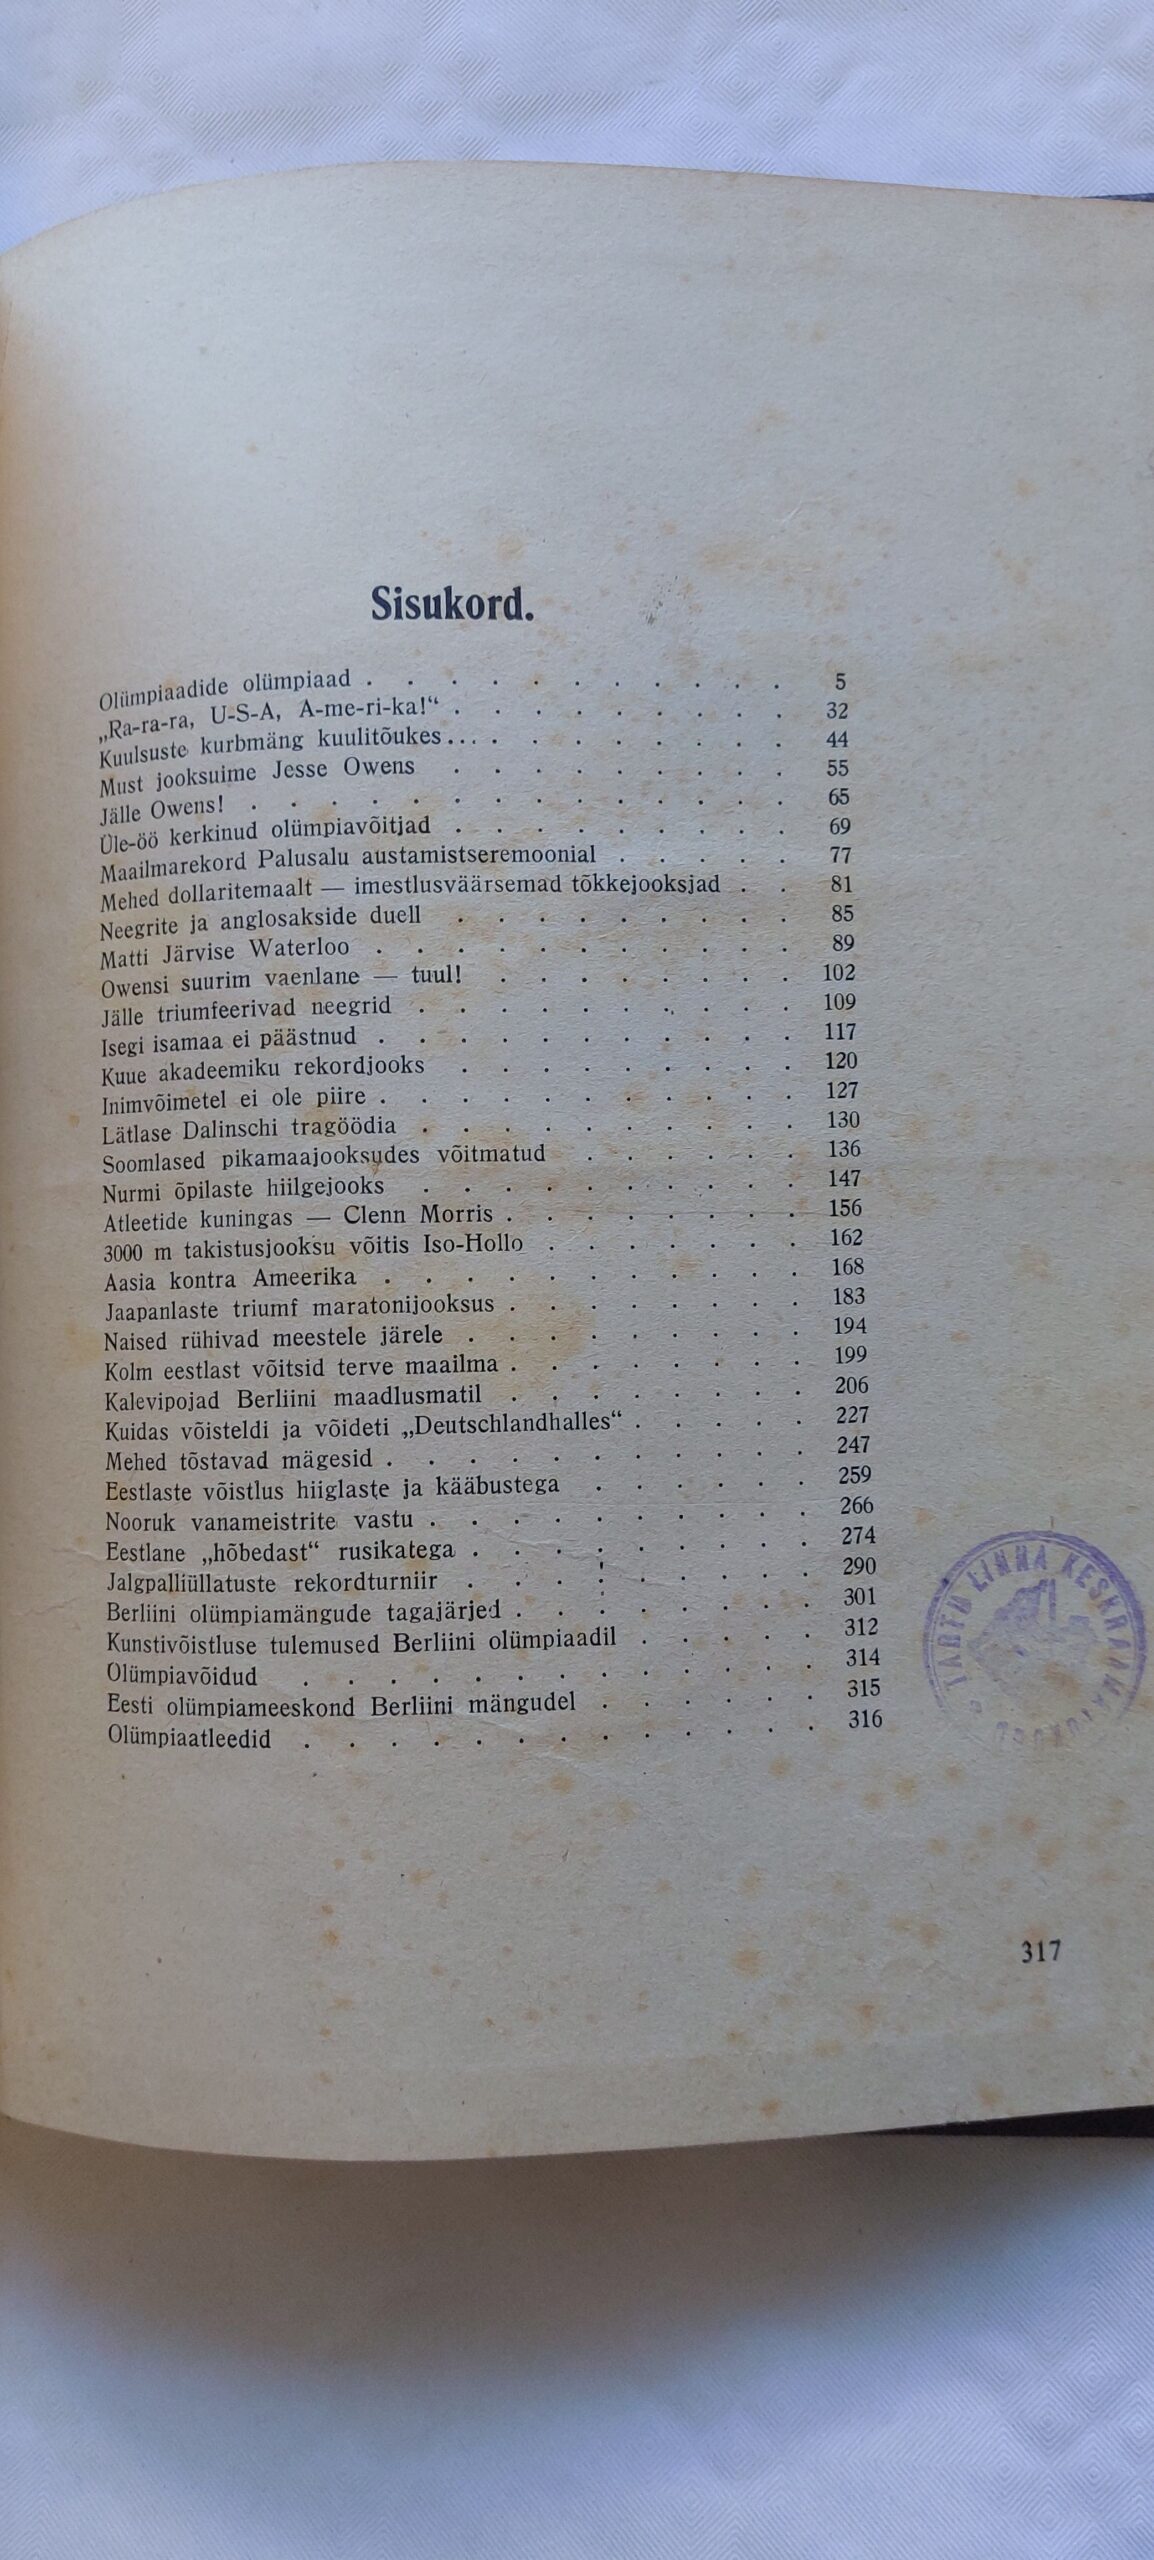 Sisukord.
Olümpiaadide olümpiaad . . . . . . . . . . . 5
„Ra-ra-ra, U-S-A, A-me-ri-ka!“ . . . . . . . . . 32
Kuulsuste kurbmäng kuulitõukes... . . . . . . . . 44
Must jooksuime Jesse Owens . . . . . . . . . 55
Jälle Owens! . . . . . . . . . . . . . . 65
Üle-öö kerkinud olümpiavõitjad . . . . . . . . . 69
Maailmarekord Palusalu austamistseremoonial . . . . . 77
Mehed dollaritemaalt — imestlusväärsemad tõkkejooksjad . . 81
Neegrite ja anglosakside duell . . . . . . . . . 85
Matti Järvise Waterloo . . . . . . . . . . . 89
Owensi suurim vaenlane — tuul! . . . . . . . . 102
Jälle triumfeerivad neegrid . . . . . . . . . . 109
Isegi isamaa ei päästnud . . . . . . . . . . . 117
Kuue akadeemiku rekordjooks . . . . . . . . . 120
Inimvõimetel ei ole piire . . . . . . . . . . . 127
Lätlase Dalinschi tragöödia . . . . . . . . . . 130
Soomlased pikamaajooksudes võitmatud . . . . . . 136
Nurmi õpilaste hiilgejooks . . . . . . . . . . 147
Atleetide kuningas — Clenn Morris . . . . . . . . 156
3000 m takistusjooksu võitis Iso-Hollo . . . . . . . 162
Aasia kontra Ameerika . . . . . . . . . . . 168
Jaapanlaste triumf maratonijooksus . . . . . . . . 183
Naised rühivad meestele järele . . . . . . . . . 194
Kolm eestlast võitsid terve maailma . . . . . . . . 199
Kalevipojad Berliini maadlusmatil . . . . . . . . 206
Kuidas võisteldi ja võideti „Deutschlandhalles“ . . . . . 227
Mehed tõstavad mägesid . . . . . . . . . . . 247
Eestlaste võistlus hiiglaste ja kääbustega . . . . . . 259
Nooruk vanameistrite vastu . . . . . . . . . . 266
Eestlane „hõbedast“ rusikatega . . . . . . . . . 274
Jalgpalliüllatuste rekordturniir . . . . . . . . . 290
Berliini olümpiamängude tagajärjed . . . . . . . . 301
Kunstivõistluse tulemused Berliini olümpiaadil . . . . . 312
Olümpiavõidud . . . . . . . . . . . . . 314
Eesti olümpiameeskond Berliini mängudel . . . . . . 315
Olümpiaatleedid . . . . . . . . . . . . . 316
TARTU LINNA KESKRAAMATUKOGU
317